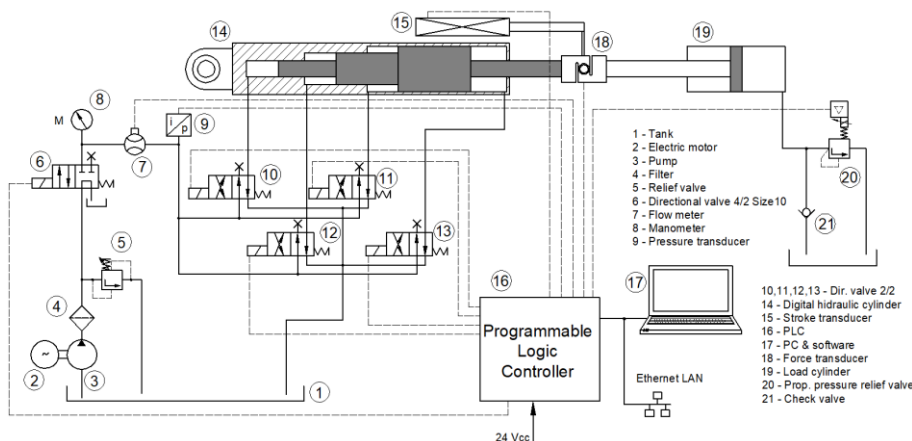 15
14
18
19
8
M
i
p
9
7
6
10
11
20
12
13
5
21
16
17
4
Programmable
Logic
Controller
2
~
3
1
Ethernet LAN
24 Vcc
1 - Tank
2 - Electric motor
3 - Pump
4 - Filter
5 - Relief valve
6 - Directional valve 4/2 Size10
7 - Flow meter
8 - Manometer
9 - Pressure transducer
10,11,12,13 - Dir. valve 2/2
14 - Digital hydraulic cylinder
15 - Stroke transducer
16 - PLC
17 - PC & software
18 - Force transducer
19 - Load cylinder
20 - Prop. pressure relief valve
21 - Check valve